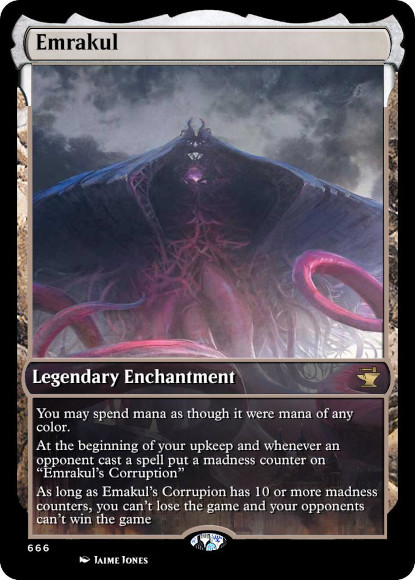 Emrakul
Legendary Enchantment
You may spend mana as though it were mana of any
color.
At the beginning of your upkeep and whenever an
opponent cast a spell put a madness counter on
“Emrakul’s Corruption”
As long as Emakul’s Corrupion has 10 or more madness
counters, you can’t lose the game and your opponents
can’t win the game
666
Jaime Jones